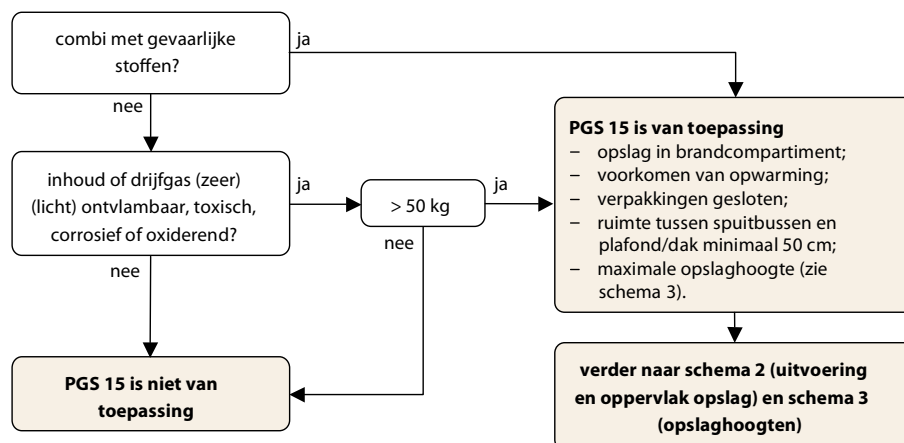 combi met gevaarlijke
stoffen?
ja
nee
inhoud of drijfgas (zeer)
(licht) ontvlambaar, toxisch,
corrosief of oxiderend?
ja
nee
> 50 kg
ja
nee
PGS 15 is van toepassing
– opslag in brandcompartiment;
– voorkomen van opwarming;
– verpakkingen gesloten;
– ruimte tussen spuitbussen en
plafond/dak minimaal 50 cm;
– maximale opslaghoogte (zie
schema 3).
PGS 15 is niet van
toepassing
verder naar schema 2 (uitvoering
en oppervlak opslag) en schema 3
(opslaghoogten)